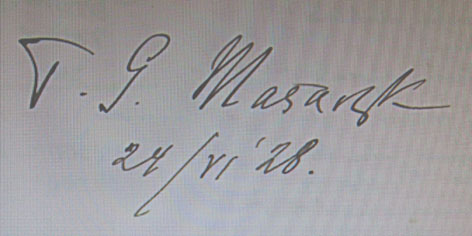 T. G. Masaryk
24/VI '28.